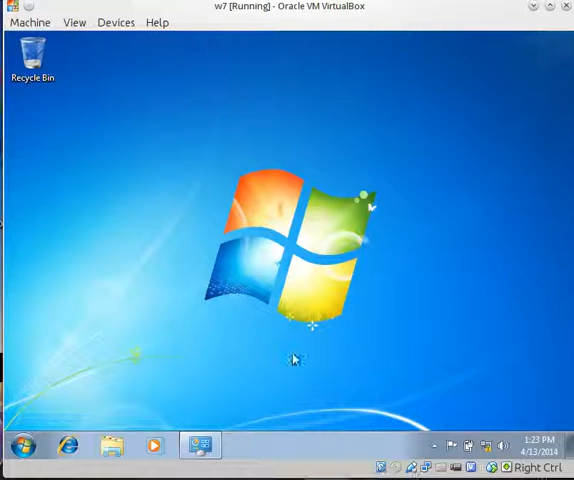 w7 [Running] - Oracle VM VirtualBox
Machine View Devices Help
Recycle Bin
1:23 PM
4/13/2014
Right Ctrl